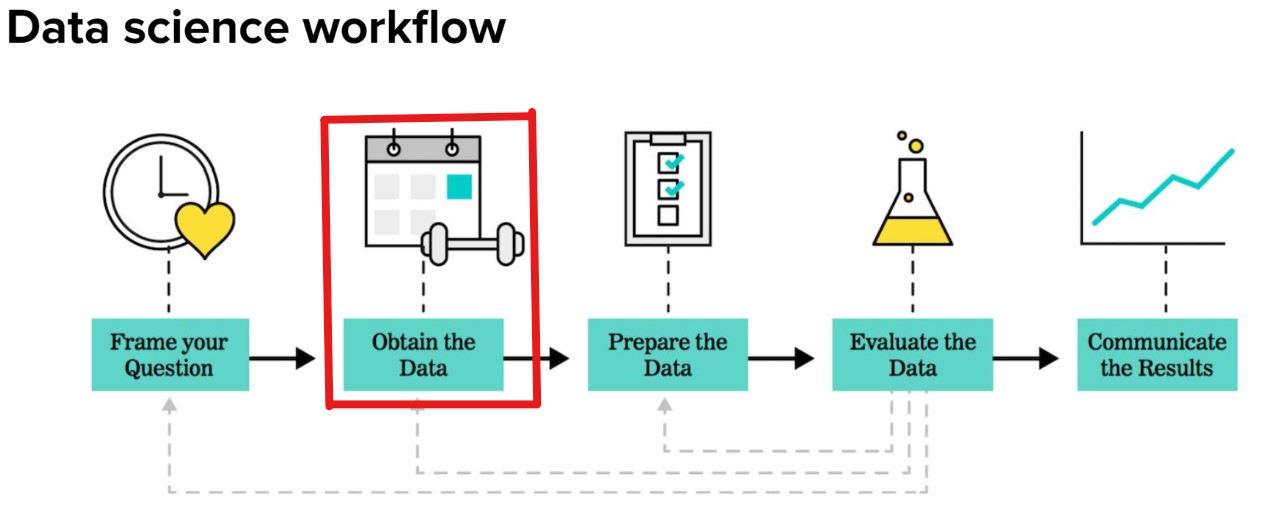 Data science workflow
Frame your
Question
Obtain the
Data
Prepare the
Data
Evaluate the
Data
Communicate
the Results